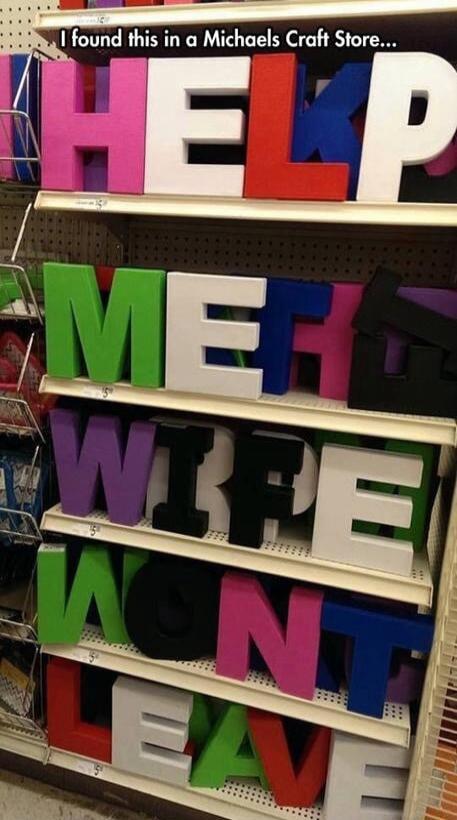 I found this in a Michaels Craft Store...
HELP
ME
WIFE
WONT
LEAVE